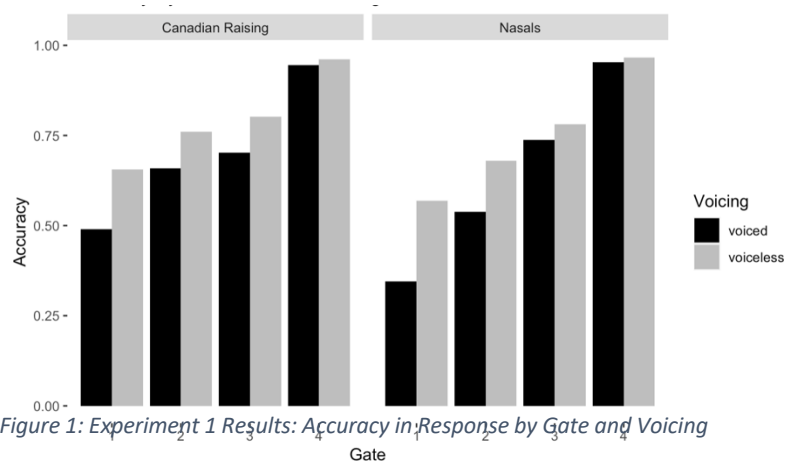 Canadian Raising Nasals
1.00
0.75
0.50
0.25
0.00
Accuracy
Voicing
voiced
voiceless
Figure 1: Experiment 1 Results: Accuracy in Response by Gate and Voicing
1 2 3 4 1 2 3 4
Gate